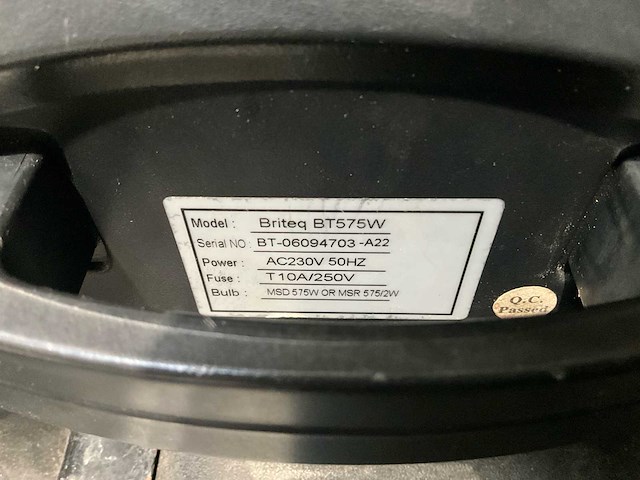 Model : Briteq BT575W
Serial NO : BT-06094703 -A22
Power : AC230V 50HZ
Fuse : T10A/250V
Bulb : MSD 575W OR MSR 575/2W
Q.C.
Passed